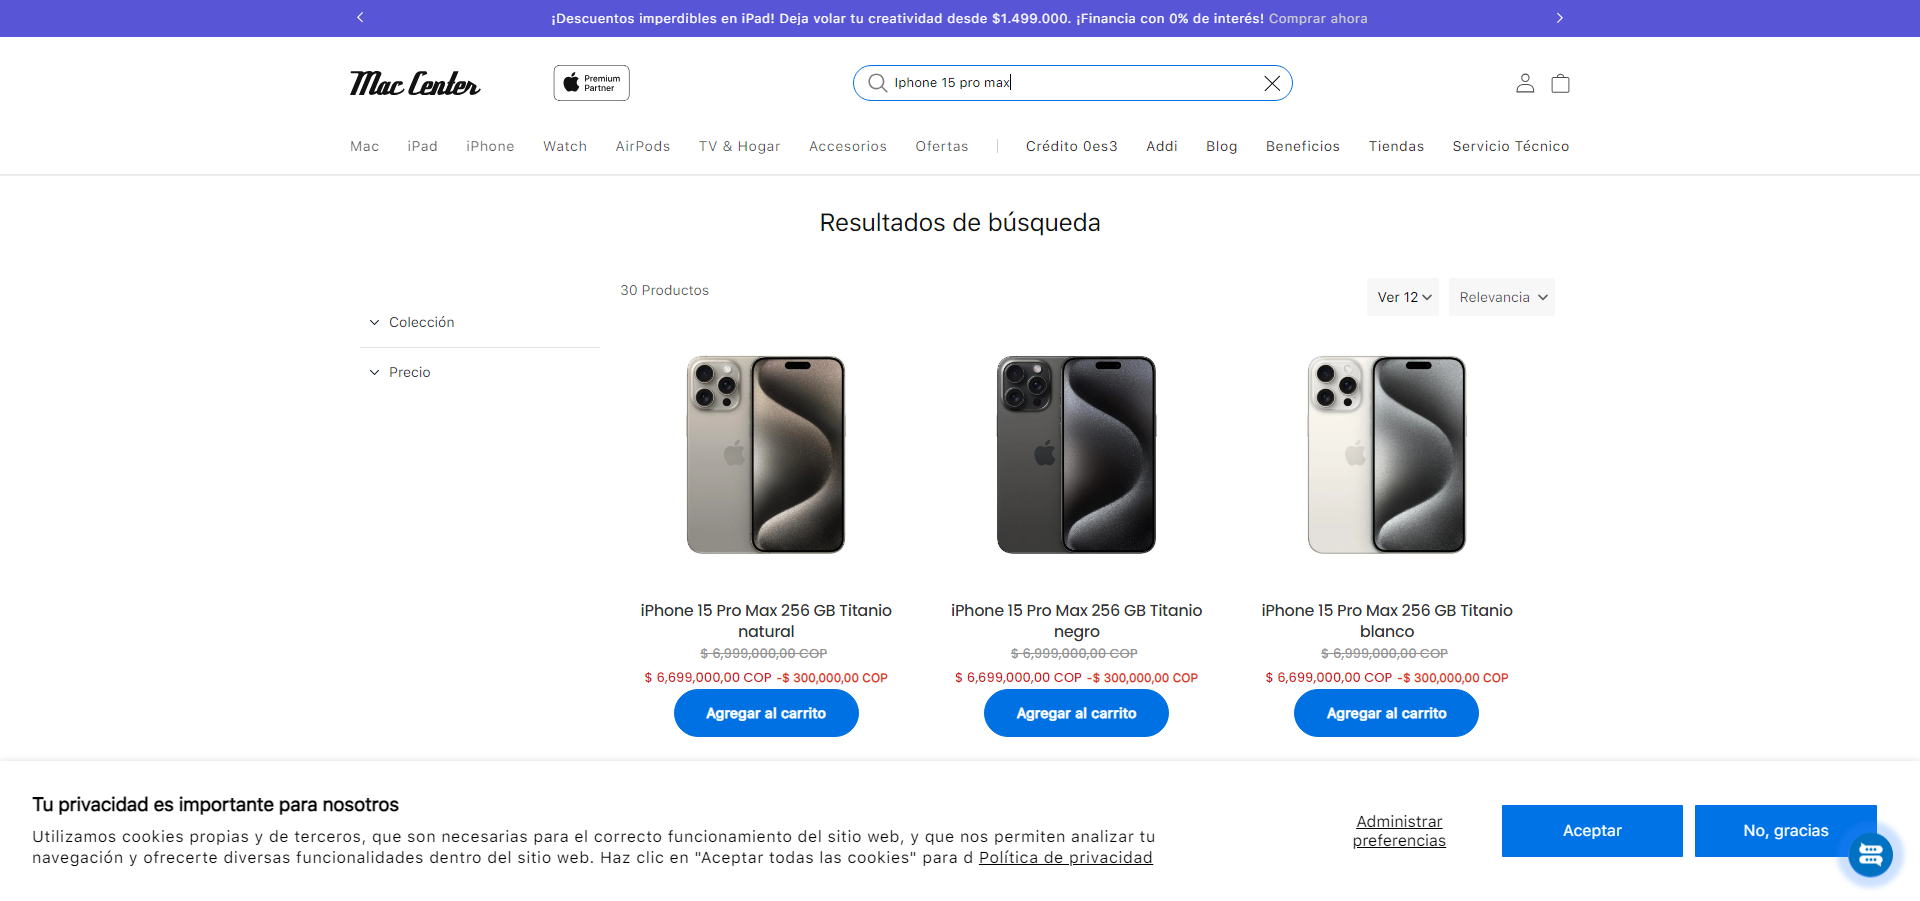 ¡Descuentos imperdibles en iPad! Deja volar tu creatividad desde $1.499.000. ¡Financia con 0% de interés! Comprar ahora
Mac Center
Premium
Partner
Iphone 15 pro max
Mac iPad iPhone Watch AirPods TV & Hogar Accesorios Ofertas Crédito 0es3 Addi Blog Beneficios Tiendas Servicio Técnico
Resultados de búsqueda
30 Productos
Ver 12
Relevancia
Colección
Precio
iPhone 15 Pro Max 256 GB Titanio
natural
$ 6,999,000,00 COP
$ 6,699,000,00 COP -$ 300,000,00 COP
Agregar al carrito
iPhone 15 Pro Max 256 GB Titanio
negro
$ 6,999,000,00 COP
$ 6,699,000,00 COP -$ 300,000,00 COP
Agregar al carrito
iPhone 15 Pro Max 256 GB Titanio
blanco
$ 6,999,000,00 COP
$ 6,699,000,00 COP -$ 300,000,00 COP
Agregar al carrito
Tu privacidad es importante para nosotros
Utilizamos cookies propias y de terceros, que son necesarias para el correcto funcionamiento del sitio web, y que nos permiten analizar tu
navegación y ofrecerte diversas funcionalidades dentro del sitio web. Haz clic en "Aceptar todas las cookies" para d Política de privacidad
Administrar
preferencias
Aceptar
No, gracias